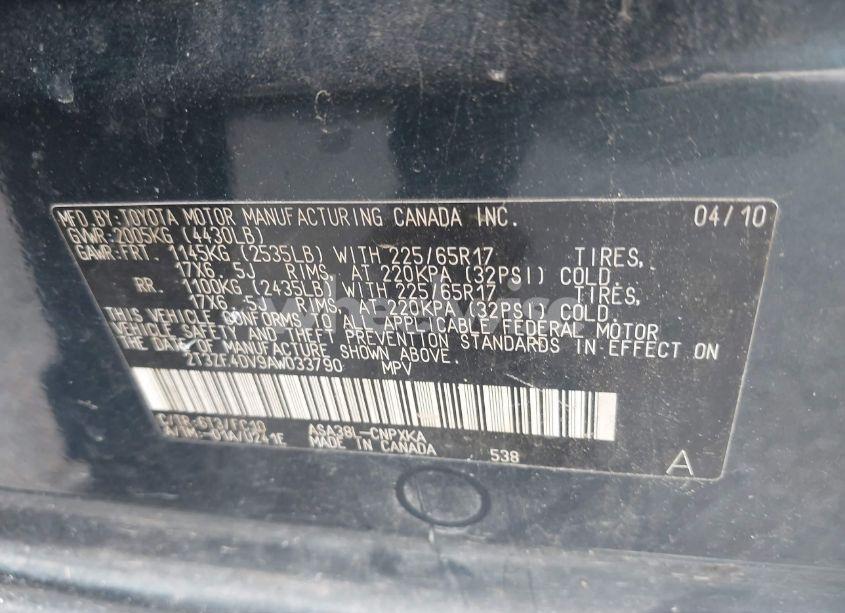 MFD.BY:TOYOTA MOTOR MANUFACTURING CANADA INC. 04/10
GVWR:2005KG (4430LB)
GAWR:FRT. 1145KG (2535LB) WITH 225/65R17 TIRES,
17X6. 5J RIMS, AT 220KPA (32PSI) COLD.
RR. 1100KG (2435LB) WITH 225/65R17 TIRES,
17X6. 5J RIMS, AT 220KPA (32PSI) COLD.
THIS VEHICLE CONFORMS TO ALL APPLICABLE FEDERAL MOTOR
VEHICLE SAFETY AND THEFT PREVENTION STANDARDS IN EFFECT ON
THE DATE OF MANUFACTURE SHOWN ABOVE.
2T3ZF4DV9AW033790 MPV
ASA38L-CNPXKA
MADE IN CANADA 538 A